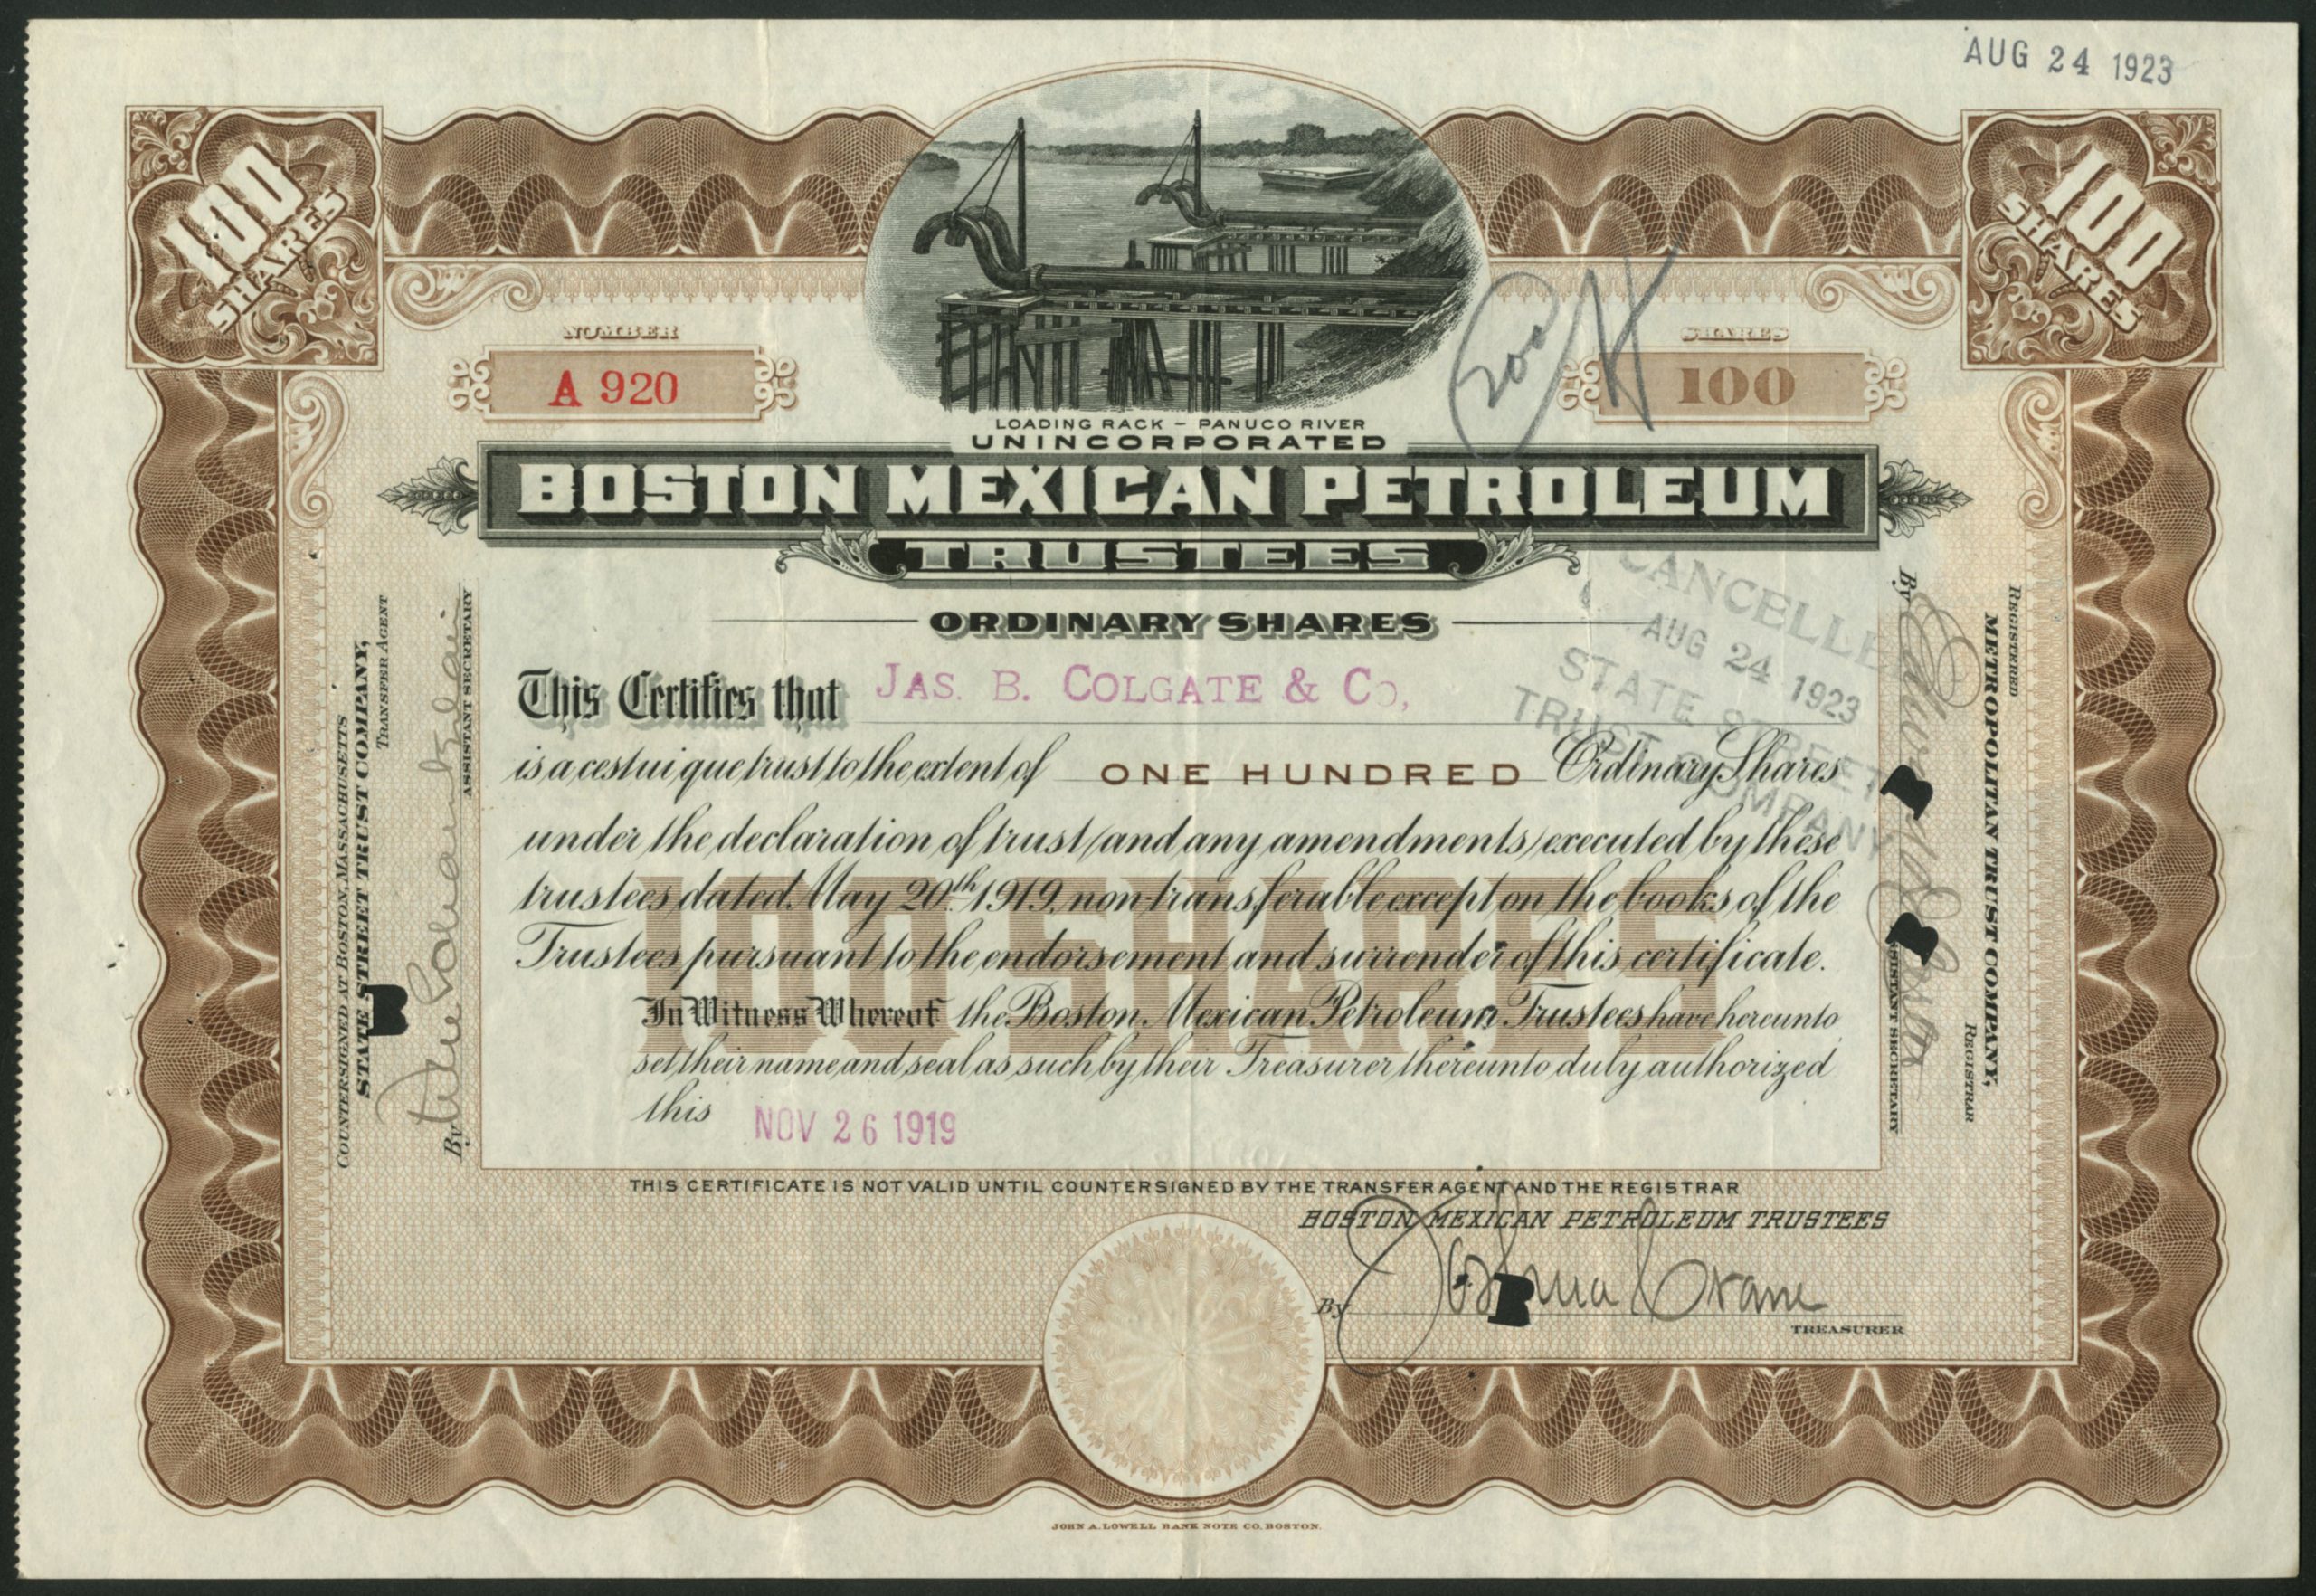 AUG 24 1923
100 SHARES
100 SHARES
NUMBER
A 920
SHARES
100
LOADING RACK – PANUCO RIVER
UNINCORPORATED
BOSTON MEXICAN PETROLEUM
TRUSTEES
ORDINARY SHARES
This Certifies that JAS. B. COLGATE & Co,
is a cestui que trust to the extent of ONE HUNDRED Ordinary Shares
under the declaration of trust (and any amendments) executed by these
trustees dated May 20th 1919, non-transferable except on the books of the
Trustees pursuant to the endorsement and surrender of this certificate.
In Witness Whereof the Boston Mexican Petroleum Trustees have hereunto
set their name and seal as such by their Treasurer thereunto duly authorized
this NOV 26 1919
100 SHARES
CANCELLE
AUG 24 1923
STATE STREET
TRUST COMPANY
THIS CERTIFICATE IS NOT VALID UNTIL COUNTERSIGNED BY THE TRANSFER AGENT AND THE REGISTRAR
BOSTON MEXICAN PETROLEUM TRUSTEES
By Joshua Crane
TREASURER
COUNTERSIGNED AT BOSTON, MASSACHUSETTS
STATE STREET TRUST COMPANY,
TRANSFER AGENT
By
ASSISTANT SECRETARY
REGISTERED
METROPOLITAN TRUST COMPANY,
REGISTRAR
By
ASSISTANT SECRETARY
JOHN A. LOWELL BANK NOTE CO. BOSTON.